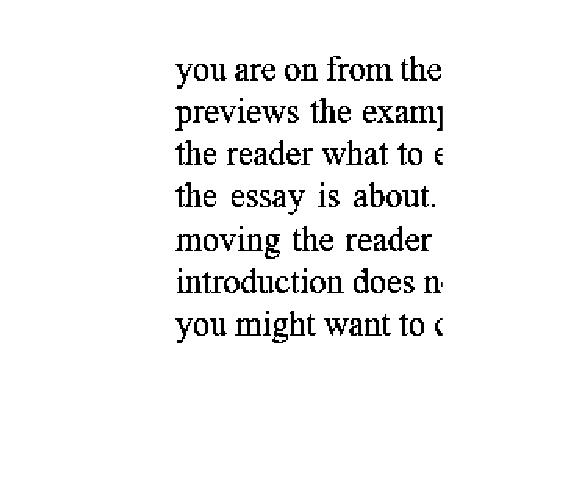 you are on from the
previews the
the reader what to
the essay is about.
moving the reader
introduction does
you might want to